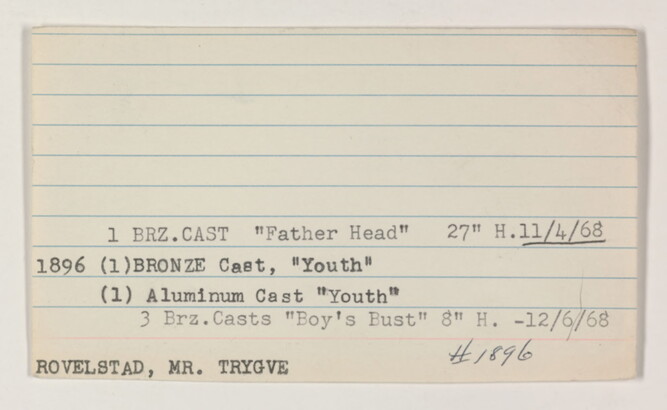 1 BRZ.CAST "Father Head" 27" H.11/4/68
1896 (1)BRONZE Cast, "Youth"
(1) Aluminum Cast "Youth"
3 Brz.Casts "Boy's Bust" 8" H. -12/6/68
#1896
ROVELSTAD, MR. TRYGVE